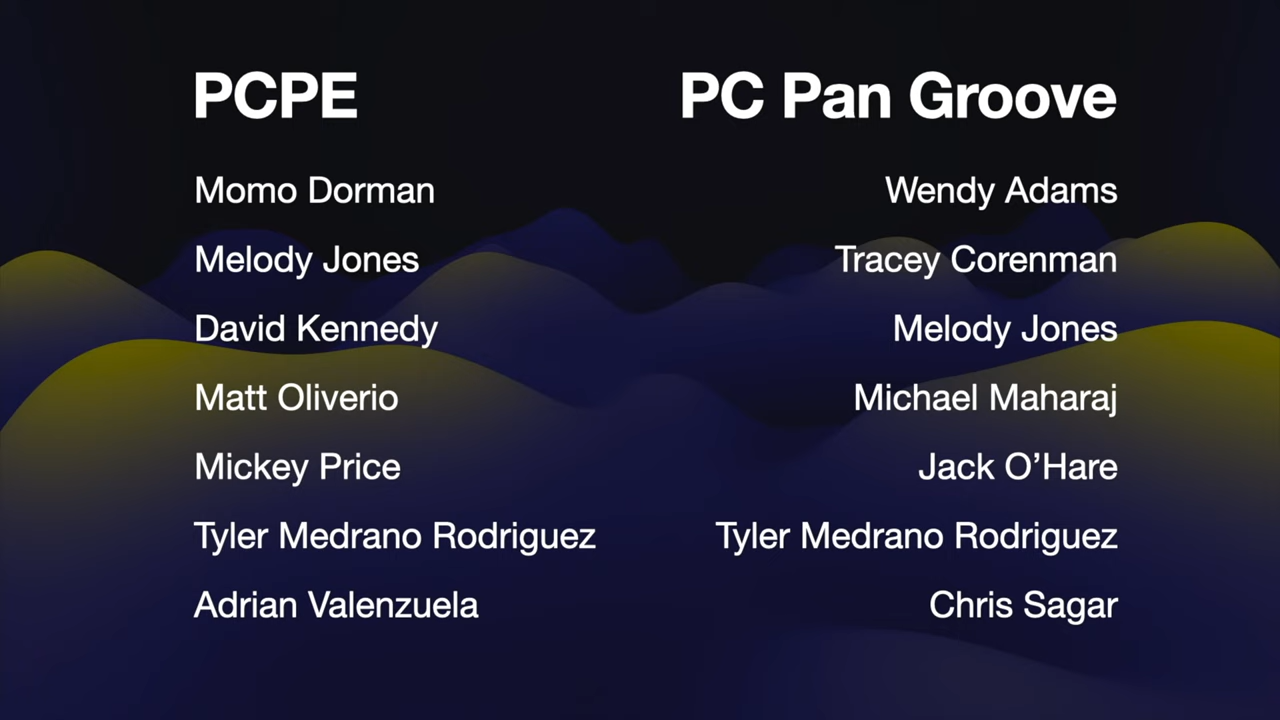 PCPE
Momo Dorman
Melody Jones
David Kennedy
Matt Oliverio
Mickey Price
Tyler Medrano Rodriguez
Adrian Valenzuela
PC Pan Groove
Wendy Adams
Tracey Corenman
Melody Jones
Michael Maharaj
Jack O’Hare
Tyler Medrano Rodriguez
Chris Sagar